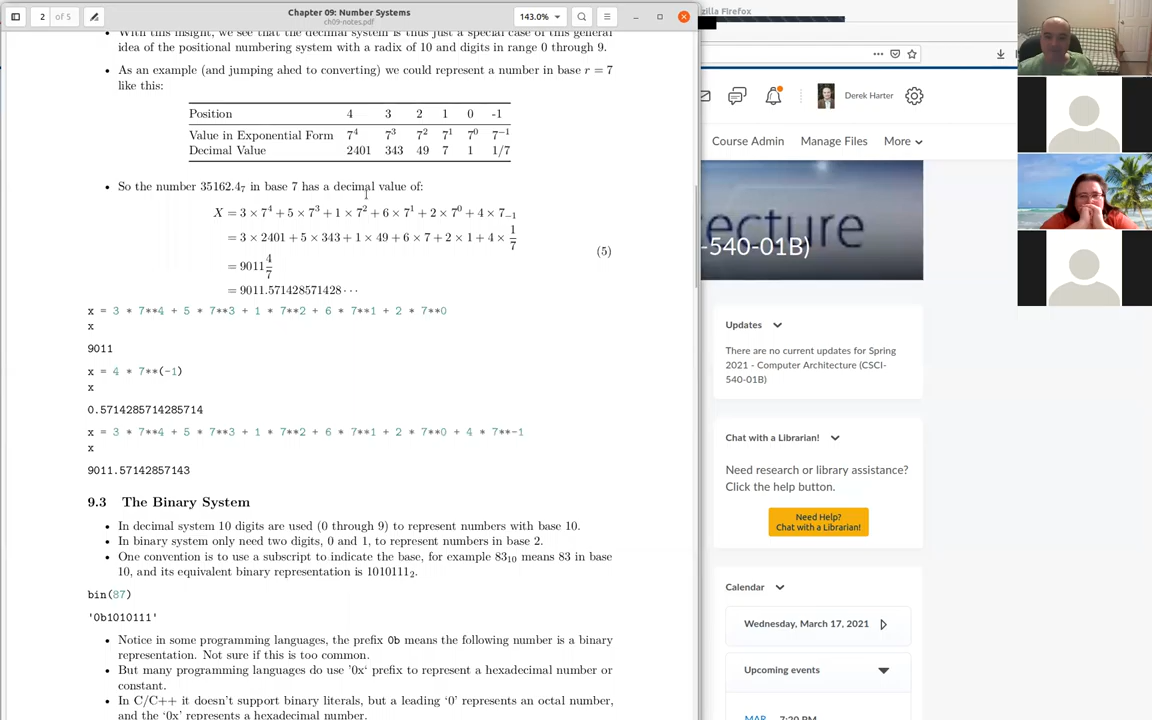 Chapter 09: Number Systems
ch09-notes.pdf
2 of 5
143.0%
With this insight, we see that the decimal system is thus just a special case of this general
idea of the positional numbering system with a radix of 10 and digits in range 0 through 9.
• As an example (and jumping ahed to converting) we could represent a number in base r = 7
like this:
Position 4 3 2 1 0 -1
Value in Exponential Form 7⁴ 7³ 7² 7¹ 7⁰ 7⁻¹
Decimal Value 2401 343 49 7 1 1/7
• So the number 35162.4₇ in base 7 has a decimal value of:
X = 3 × 7⁴ + 5 × 7³ + 1 × 7² + 6 × 7¹ + 2 × 7⁰ + 4 × 7₋₁
= 3 × 2401 + 5 × 343 + 1 × 49 + 6 × 7 + 2 × 1 + 4 × 1/7
(5)
= 9011 4/7
= 9011.571428571428 ···
x = 3 * 7**4 + 5 * 7**3 + 1 * 7**2 + 6 * 7**1 + 2 * 7**0
x
9011
x = 4 * 7**(-1)
x
0.5714285714285714
x = 3 * 7**4 + 5 * 7**3 + 1 * 7**2 + 6 * 7**1 + 2 * 7**0 + 4 * 7**-1
x
9011.57142857143
9.3 The Binary System
• In decimal system 10 digits are used (0 through 9) to represent numbers with base 10.
• In binary system only need two digits, 0 and 1, to represent numbers in base 2.
• One convention is to use a subscript to indicate the base, for example 83₁₀ means 83 in base
10, and its equivalent binary representation is 1010111₂.
bin(87)
'0b1010111'
• Notice in some programming languages, the prefix 0b means the following number is a binary
representation. Not sure if this is too common.
• But many programming languages do use '0x' prefix to represent a hexadecimal number or
constant.
• In C/C++ it doesn't support binary literals, but a leading '0' represents an octal number,
and the '0x' represents a hexadecimal number.
zilla Firefox
Derek Harter
Course Admin Manage Files More
tecture
-540-01B)
Updates
There are no current updates for Spring
2021 - Computer Architecture (CSCI-
540-01B)
Chat with a Librarian!
Need research or library assistance?
Click the help button.
Need Help?
Chat with a Librarian!
Calendar
Wednesday, March 17, 2021
Upcoming events
MAR 7:20 PM